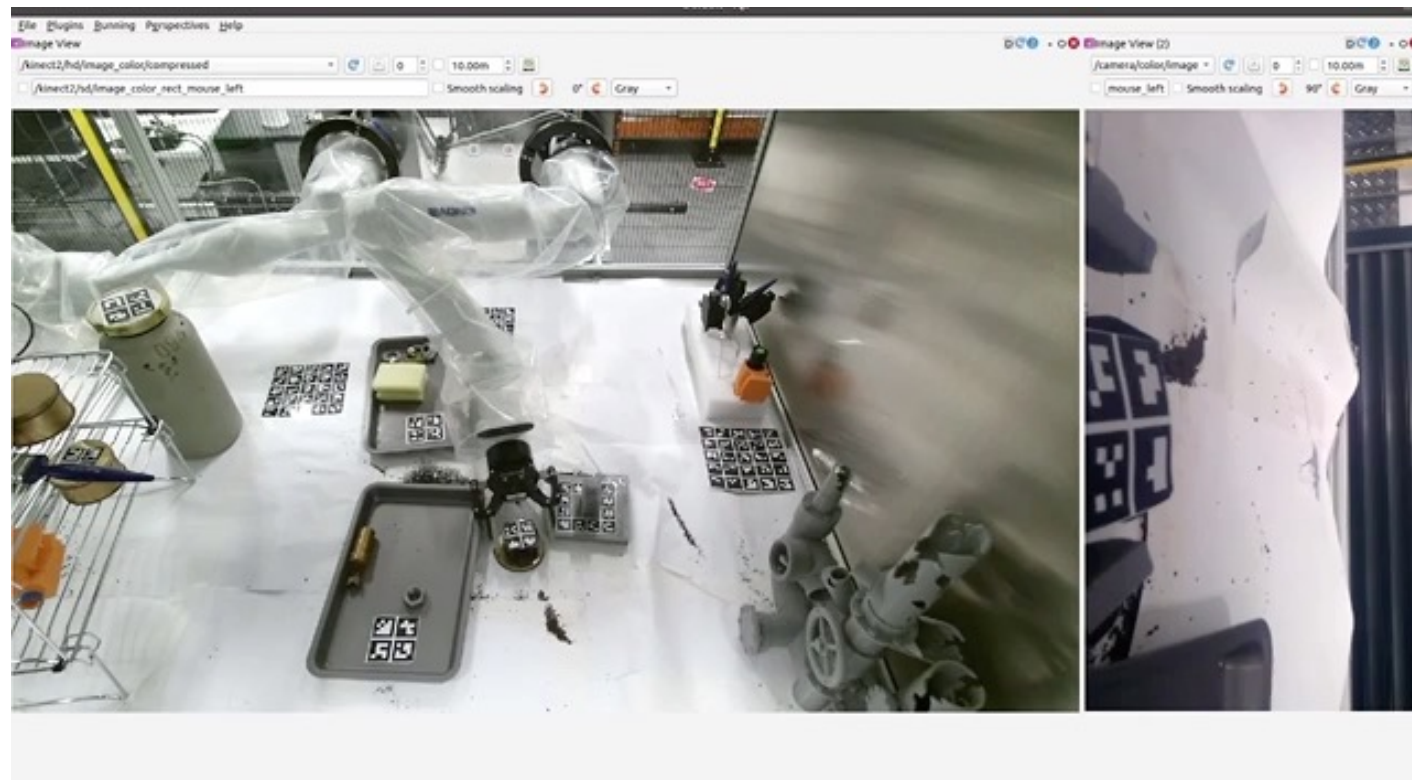 File Plugins Running Perspectives Help
Image View
/kinect2/hd/image_color/compressed
0
10.00m
/kinect2/sd/image_color_rect_mouse_left
Smooth scaling
0°
Gray
Image View (2)
/camera/color/image
0
10.00m
mouse_left
Smooth scaling
90°
Gray